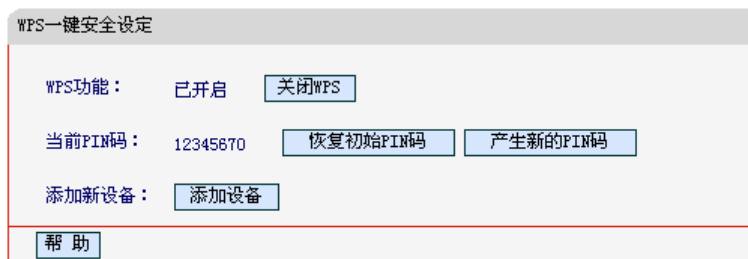 WPS一键安全设定
WPS功能： 已开启 关闭WPS
当前PIN码： 12345670 恢复初始PIN码 产生新的PIN码
添加新设备： 添加设备
帮 助